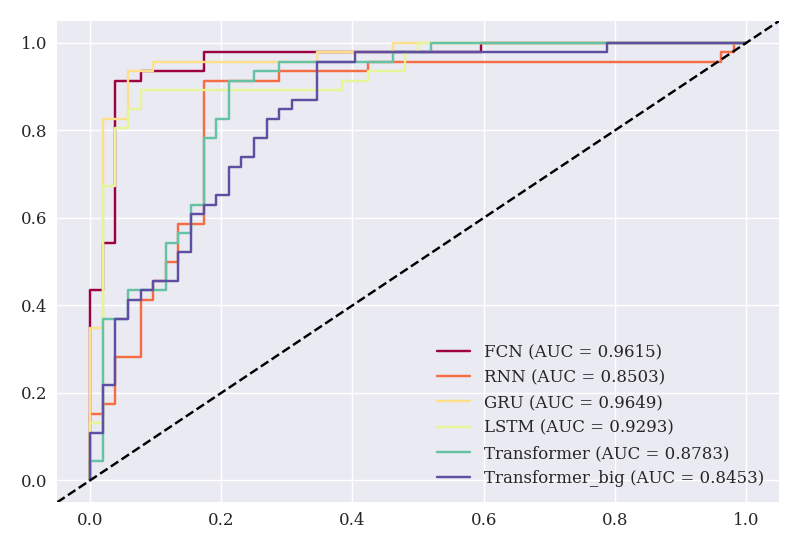 1.0
0.8
0.6
0.4
0.2
0.0
FCN (AUC = 0.9615)
RNN (AUC = 0.8503)
GRU (AUC = 0.9649)
LSTM (AUC = 0.9293)
Transformer (AUC = 0.8783)
Transformer_big (AUC = 0.8453)
0.0 0.2 0.4 0.6 0.8 1.0